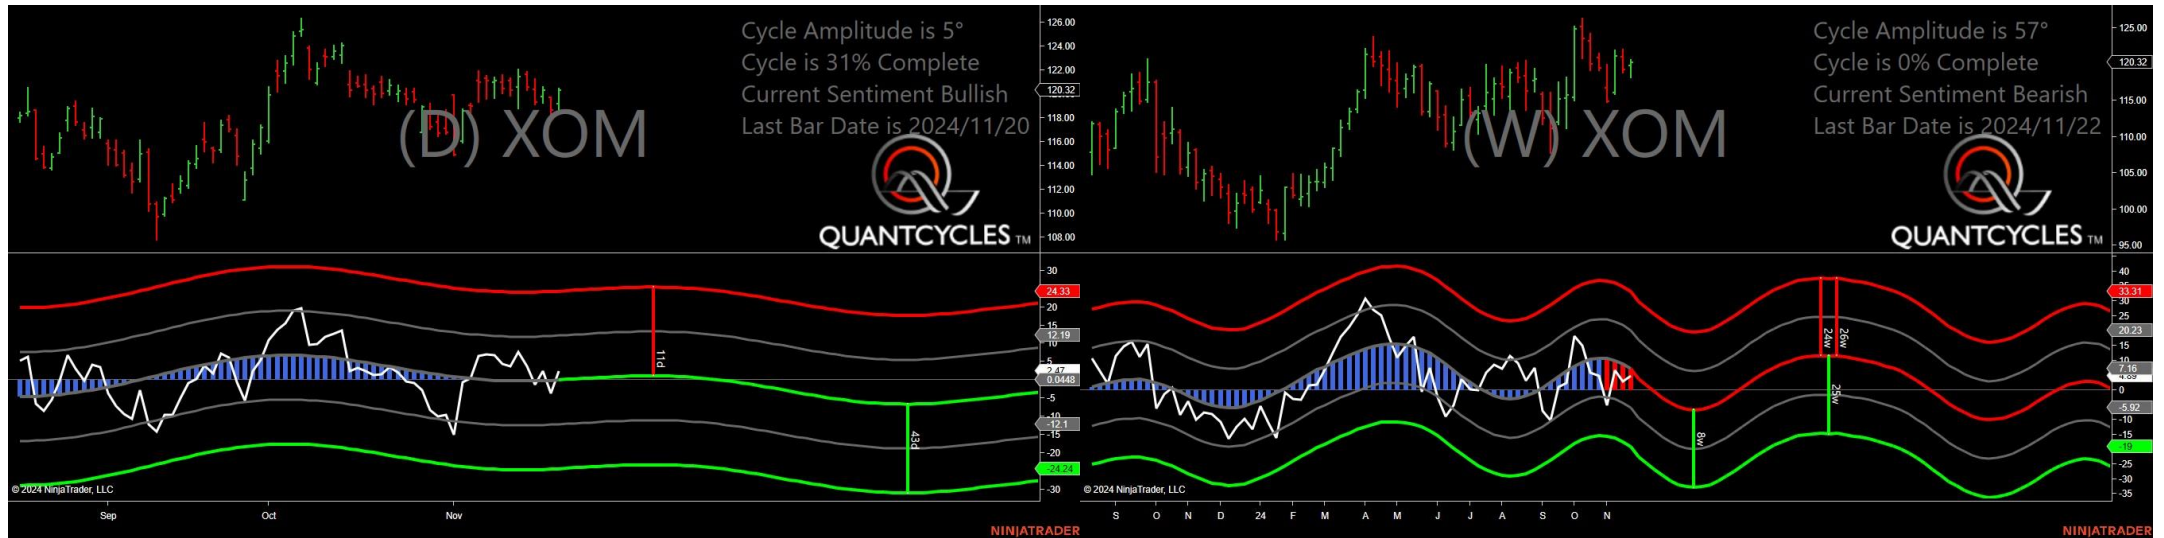 Cycle Amplitude is 5°
Cycle is 31% Complete
Current Sentiment Bullish
Last Bar Date is 2024/11/20
(D) XOM
QUANTCYCLES TM
126.00
124.00
122.00
120.32
118.00
116.00
114.00
112.00
110.00
108.00
30
24.33
20
15
12.19
10
5
2.47
0.0448
-5
-10
-12.1
-15
-24.24
-30
11d
43d
© 2024 NinjaTrader, LLC
Sep Oct Nov
NINJATRADER
Cycle Amplitude is 57°
Cycle is 0% Complete
Current Sentiment Bearish
Last Bar Date is 2024/11/22
(W) XOM
QUANTCYCLES TM
125.00
120.32
115.00
110.00
105.00
100.00
95.00
40
35
33.31
30
25
20.23
15
10
7.16
4.89
0
-5.92
-10
-15
-19
-25
-30
-35
8w
24w
25w
26w
© 2024 NinjaTrader, LLC
S O N D 24 F M A M J J A S O N
NINJATRADER